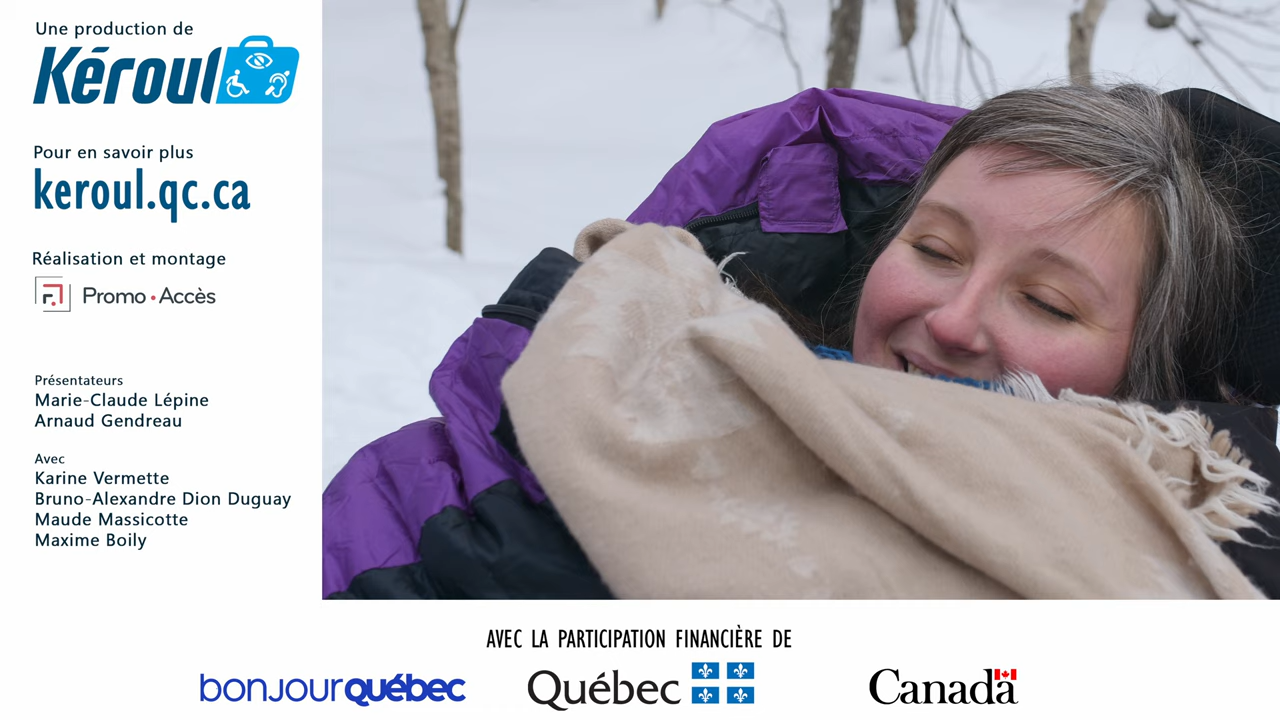 Une production de
Kéroul
Pour en savoir plus
keroul.qc.ca
Réalisation et montage
Promo•Accès
Présentateurs
Marie-Claude Lépine
Arnaud Gendreau
Avec
Karine Vermette
Bruno-Alexandre Dion Duguay
Maude Massicotte
Maxime Boily
AVEC LA PARTICIPATION FINANCIÈRE DE
bonjourquébec
Québec
Canada